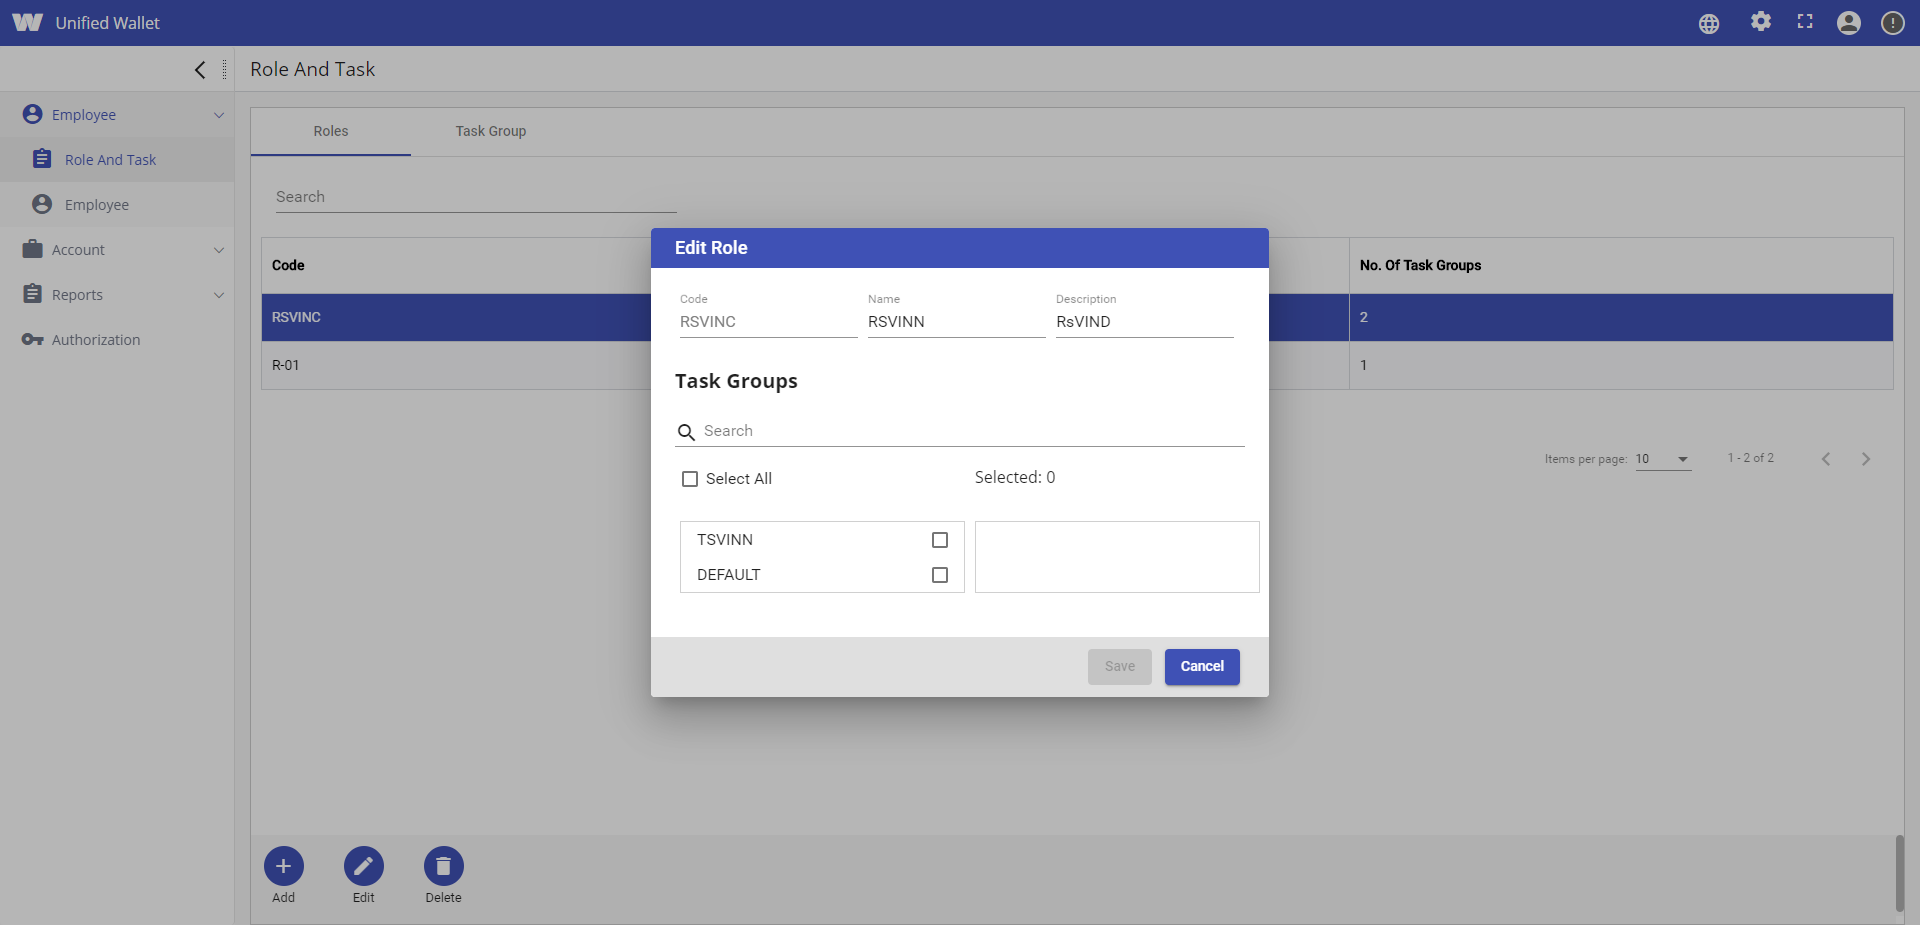 Unified Wallet
Role And Task
Employee
Role And Task
Employee
Account
Reports
Authorization
Roles
Task Group
Search
Code
No. Of Task Groups
RSVINC
2
R-01
1
Items per page:
10
1 - 2 of 2
Edit Role
Code
Name
Description
RSVINC
RSVINN
RsVIND
Task Groups
Search
Select All
Selected: 0
TSVINN
DEFAULT
Save
Cancel
Add
Edit
Delete